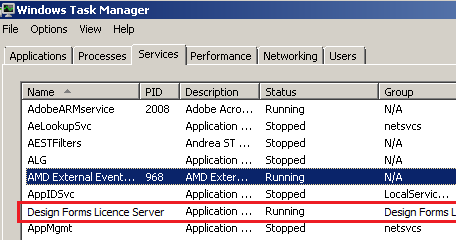 Windows Task Manager
File Options View Help
Applications Processes Services Performance Networking Users
Name PID Description Status Group
AdobeARMservice 2008 Adobe Acro... Running N/A
AeLookupSvc Application ... Stopped netsvcs
AESTFilters Andrea ST ... Stopped N/A
ALG Application ... Stopped N/A
AMD External Event... 968 AMD Exter... Running N/A
AppIDSvc Application ... Stopped LocalServic...
Design Forms Licence Server Application ... Running Design Forms L
AppMgmt Application ... Stopped netsvcs